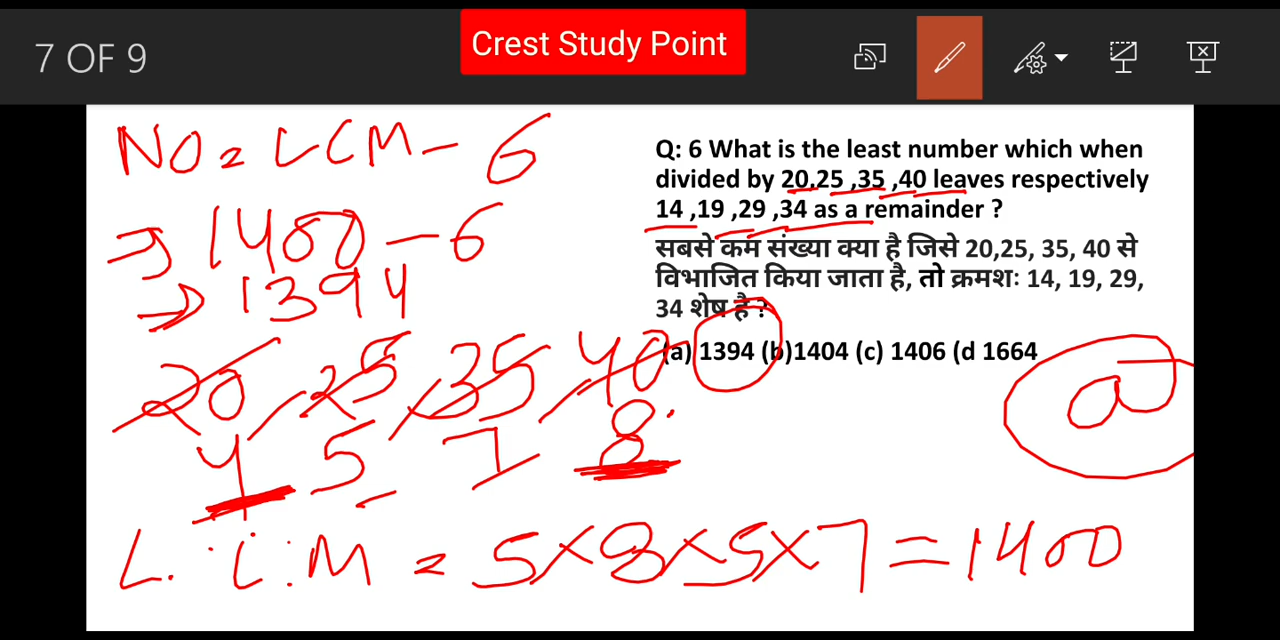 7 OF 9
Crest Study Point
NO = LCM - 6
⇒ 1400 - 6
⇒ 1394
Q: 6 What is the least number which when
divided by 20,25 ,35 ,40 leaves respectively
14 ,19 ,29 ,34 as a remainder ?
सबसे कम संख्या क्या है जिसे 20,25, 35, 40 से
विभाजित किया जाता है, तो क्रमशः 14, 19, 29,
34 शेष है ?
(a) 1394 (b)1404 (c) 1406 (d 1664
a
20, 25, 35, 40
4 5 7 8
L.C.M = 5×8×5×7 = 1400